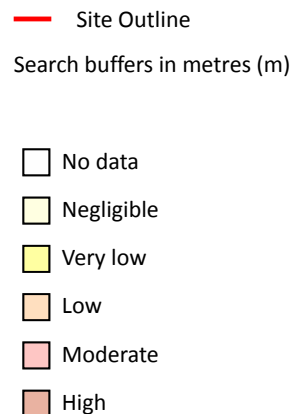 Site Outline
Search buffers in metres (m)
No data
Negligible
Very low
Low
Moderate
High